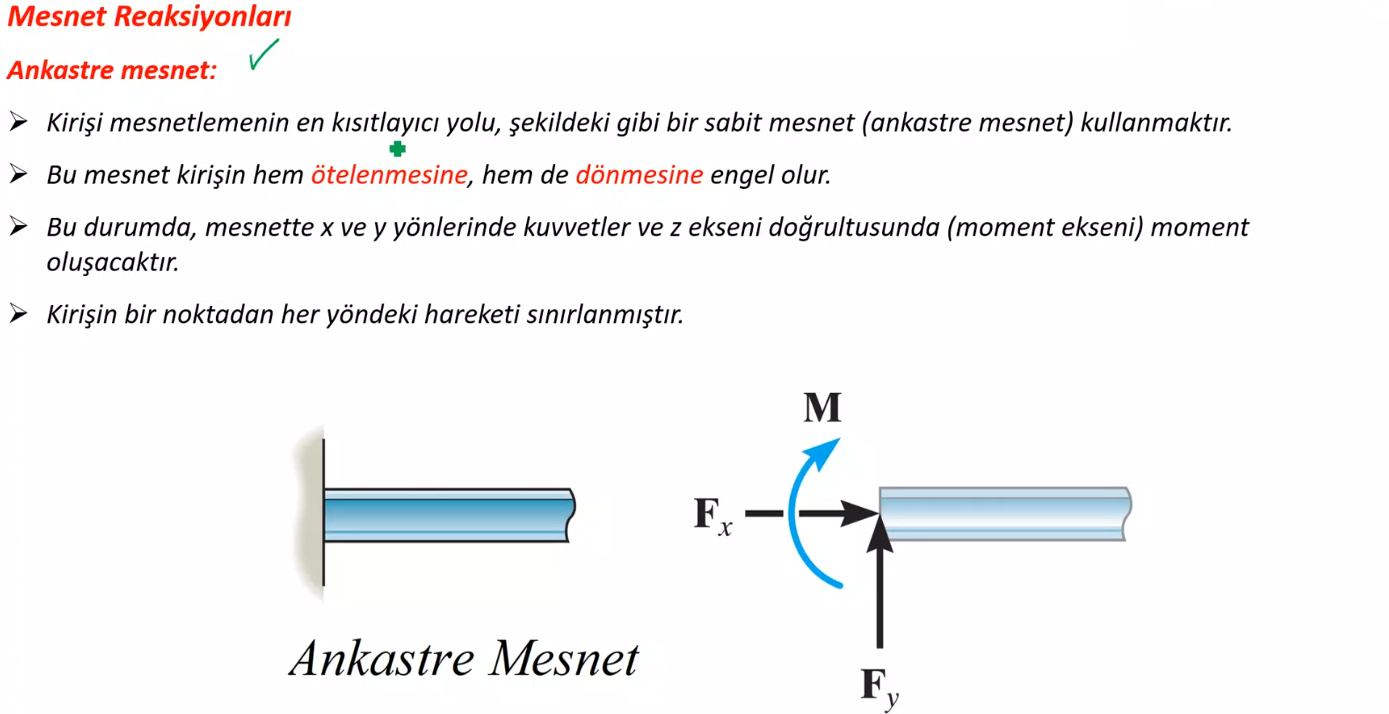 Mesnet Reaksiyonları
Ankastre mesnet:
➢ Kirişi mesnetlemenin en kısıtlayıcı yolu, şekildeki gibi bir sabit mesnet (ankastre mesnet) kullanmaktır.
➢ Bu mesnet kirişin hem ötelenmesine, hem de dönmesine engel olur.
➢ Bu durumda, mesnette x ve y yönlerinde kuvvetler ve z ekseni doğrultusunda (moment ekseni) moment
oluşacaktır.
➢ Kirişin bir noktadan her yöndeki hareketi sınırlanmıştır.
M
Fx
Ankastre Mesnet
Fy